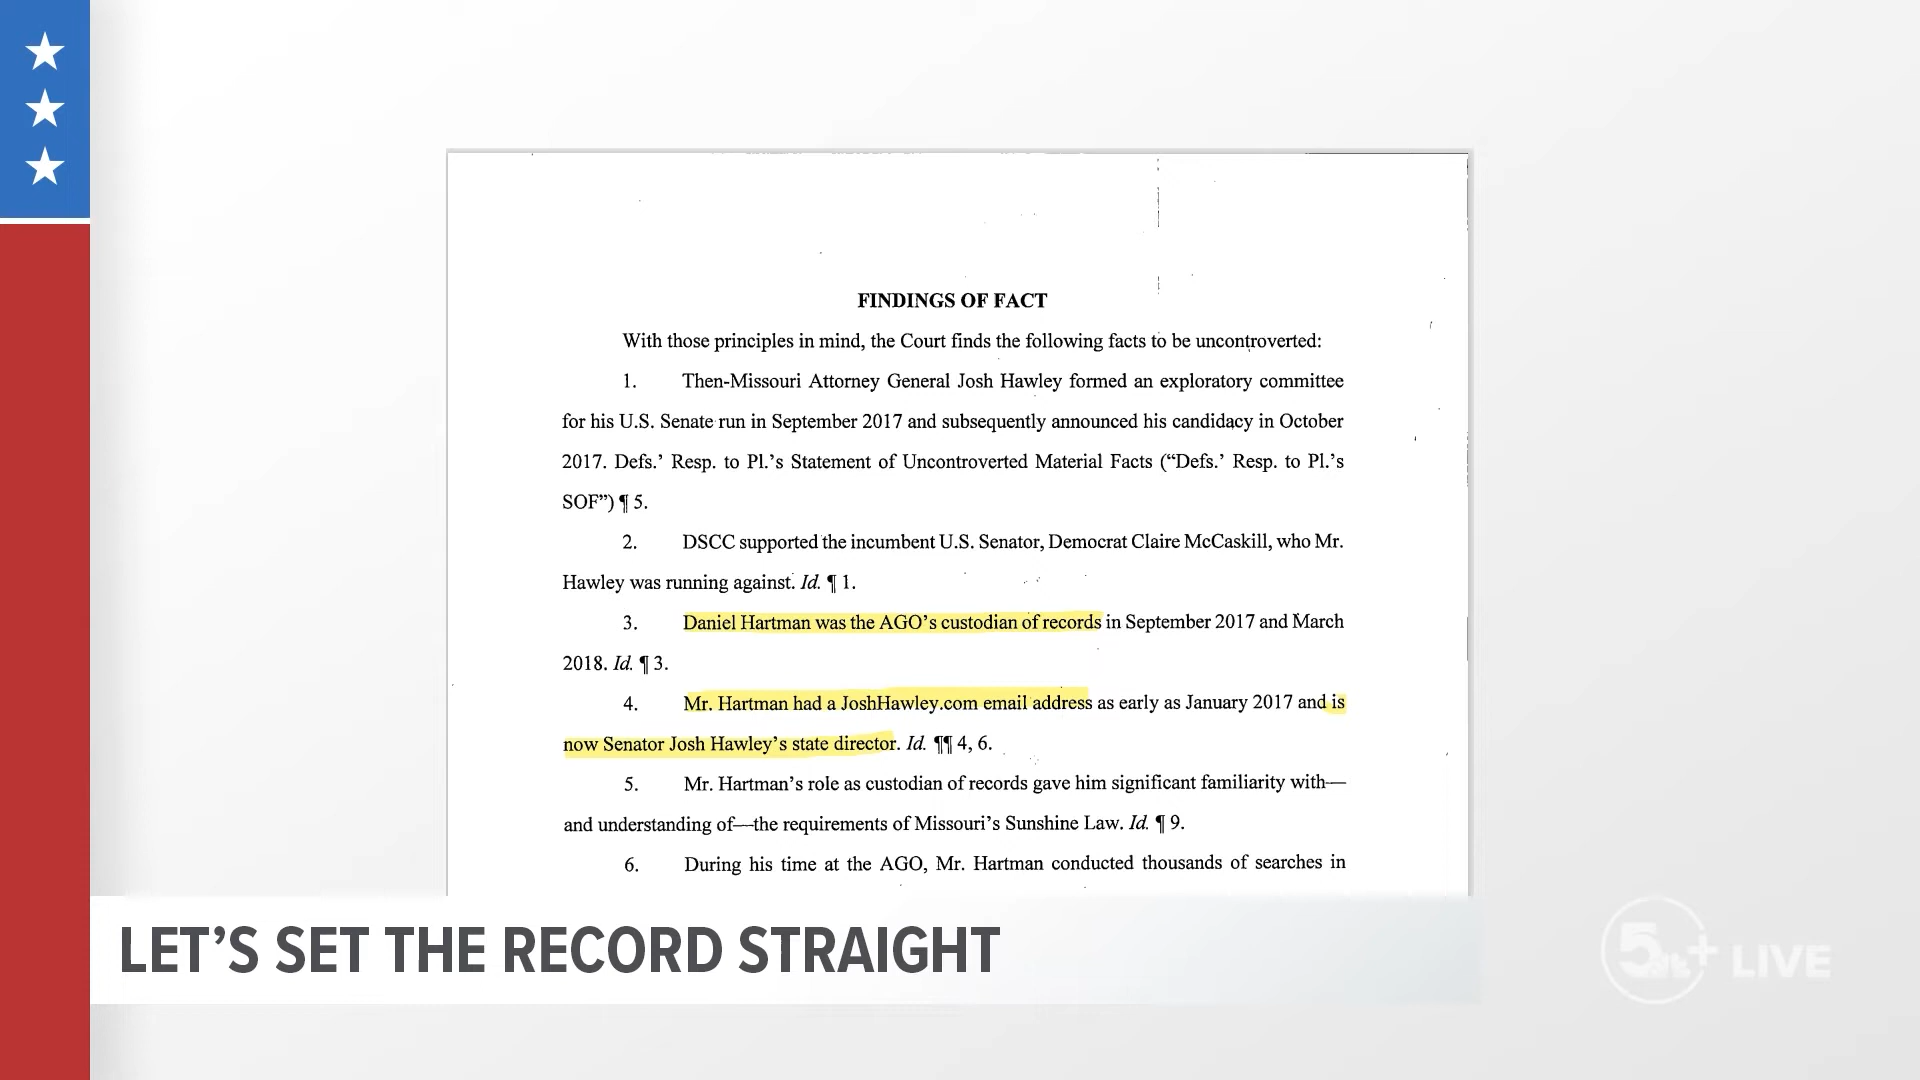 FINDINGS OF FACT
With those principles in mind, the Court finds the following facts to be uncontroverted:
1. Then-Missouri Attorney General Josh Hawley formed an exploratory committee
for his U.S. Senate run in September 2017 and subsequently announced his candidacy in October
2017. Defs.’ Resp. to Pl.’s Statement of Uncontroverted Material Facts (“Defs.’ Resp. to Pl.’s
SOF”) ¶ 5.
2. DSCC supported the incumbent U.S. Senator, Democrat Claire McCaskill, who Mr.
Hawley was running against. Id. ¶ 1.
3. Daniel Hartman was the AGO’s custodian of records in September 2017 and March
2018. Id. ¶ 3.
4. Mr. Hartman had a JoshHawley.com email address as early as January 2017 and is
now Senator Josh Hawley’s state director. Id. ¶¶ 4, 6.
5. Mr. Hartman’s role as custodian of records gave him significant familiarity with—
and understanding of—the requirements of Missouri’s Sunshine Law. Id. ¶ 9.
6. During his time at the AGO, Mr. Hartman conducted thousands of searches in
LET’S SET THE RECORD STRAIGHT
5+ LIVE